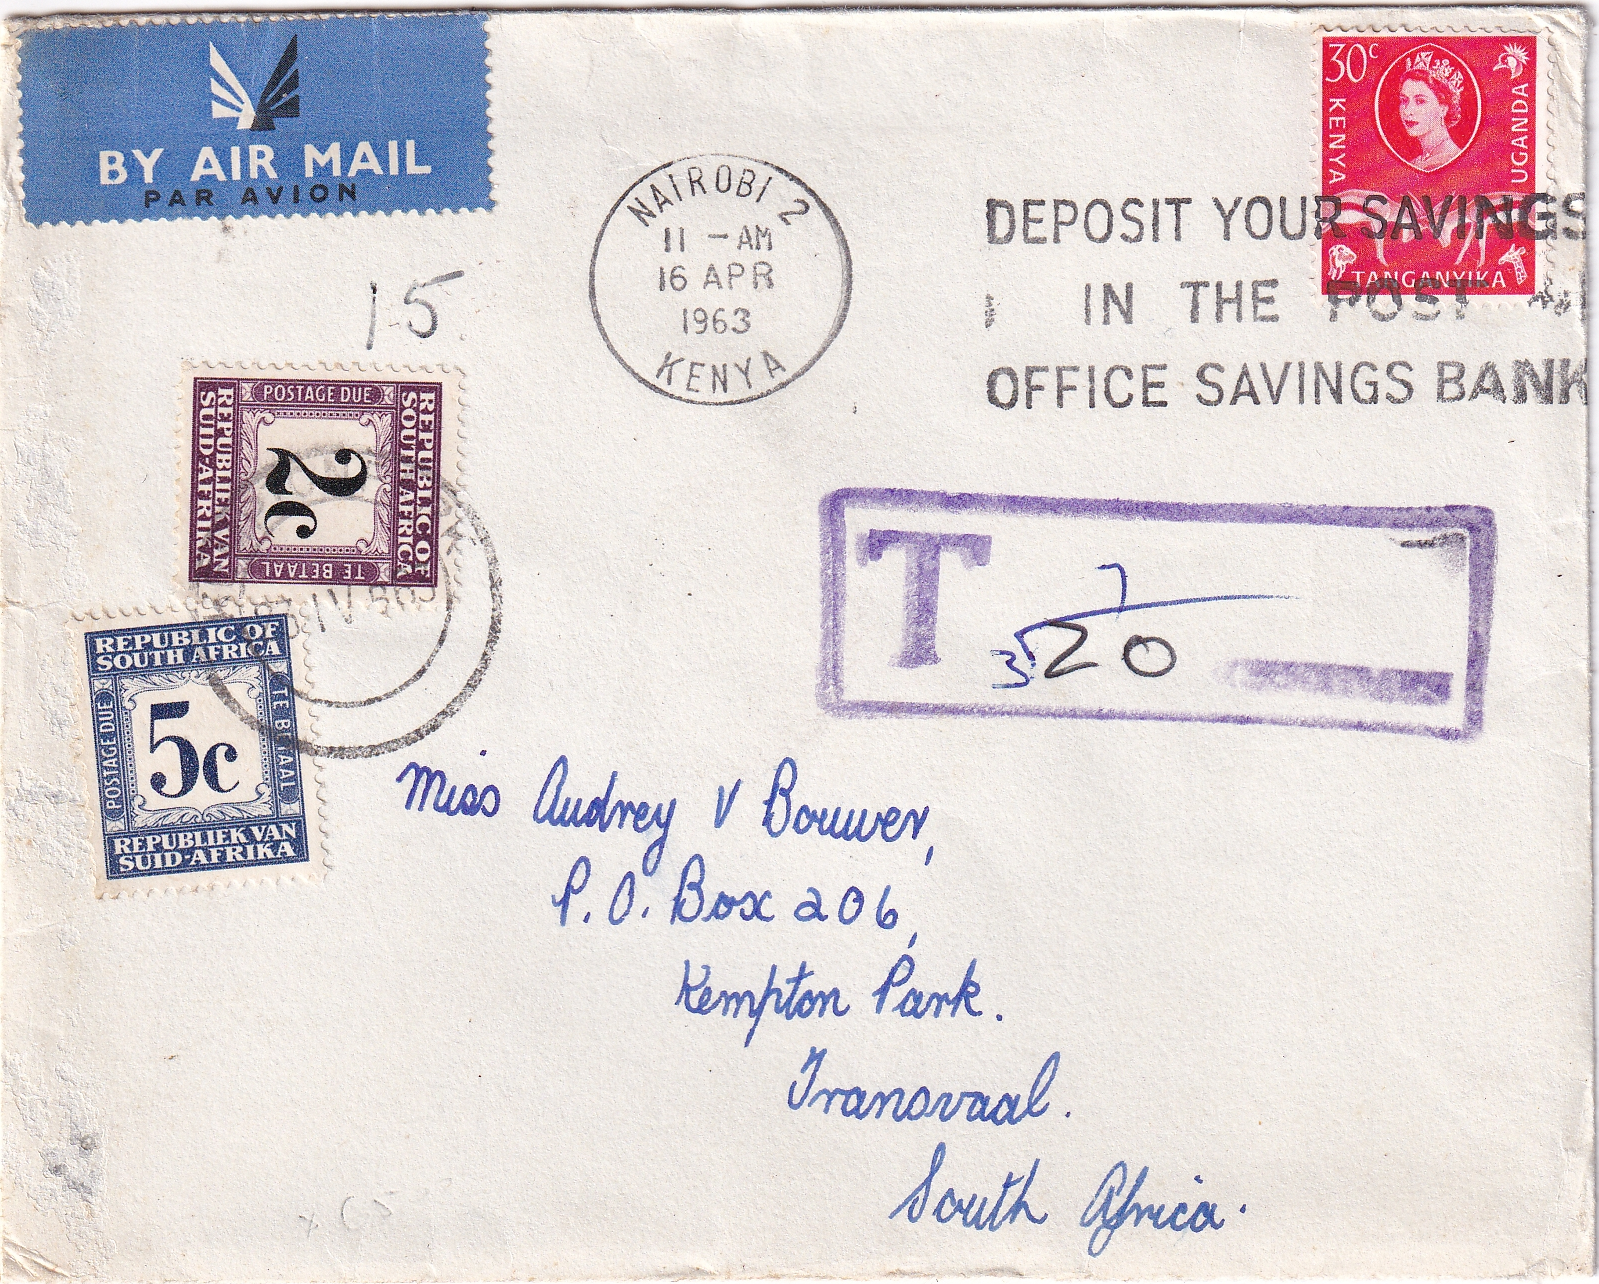 BY AIR MAIL
PAR AVION
30c
KENYA
UGANDA
TANGANYIKA
NAIROBI 2
11 - AM
16 APR
1963
KENYA
DEPOSIT YOUR SAVINGS
IN THE POST
OFFICE SAVINGS BANK
15
POSTAGE DUE
REPUBLIC OF
SOUTH AFRICA
2c
REPUBLIEK VAN
SUID-AFRIKA
TE BETAAL
T
7
3 20
REPUBLIC OF
SOUTH AFRICA
POSTAGE DUE
5c
TE BETAAL
REPUBLIEK VAN
SUID-AFRIKA
Miss Audrey V Bouwer,
P.O. Box 206,
Kempton Park.
Transvaal.
South Africa.